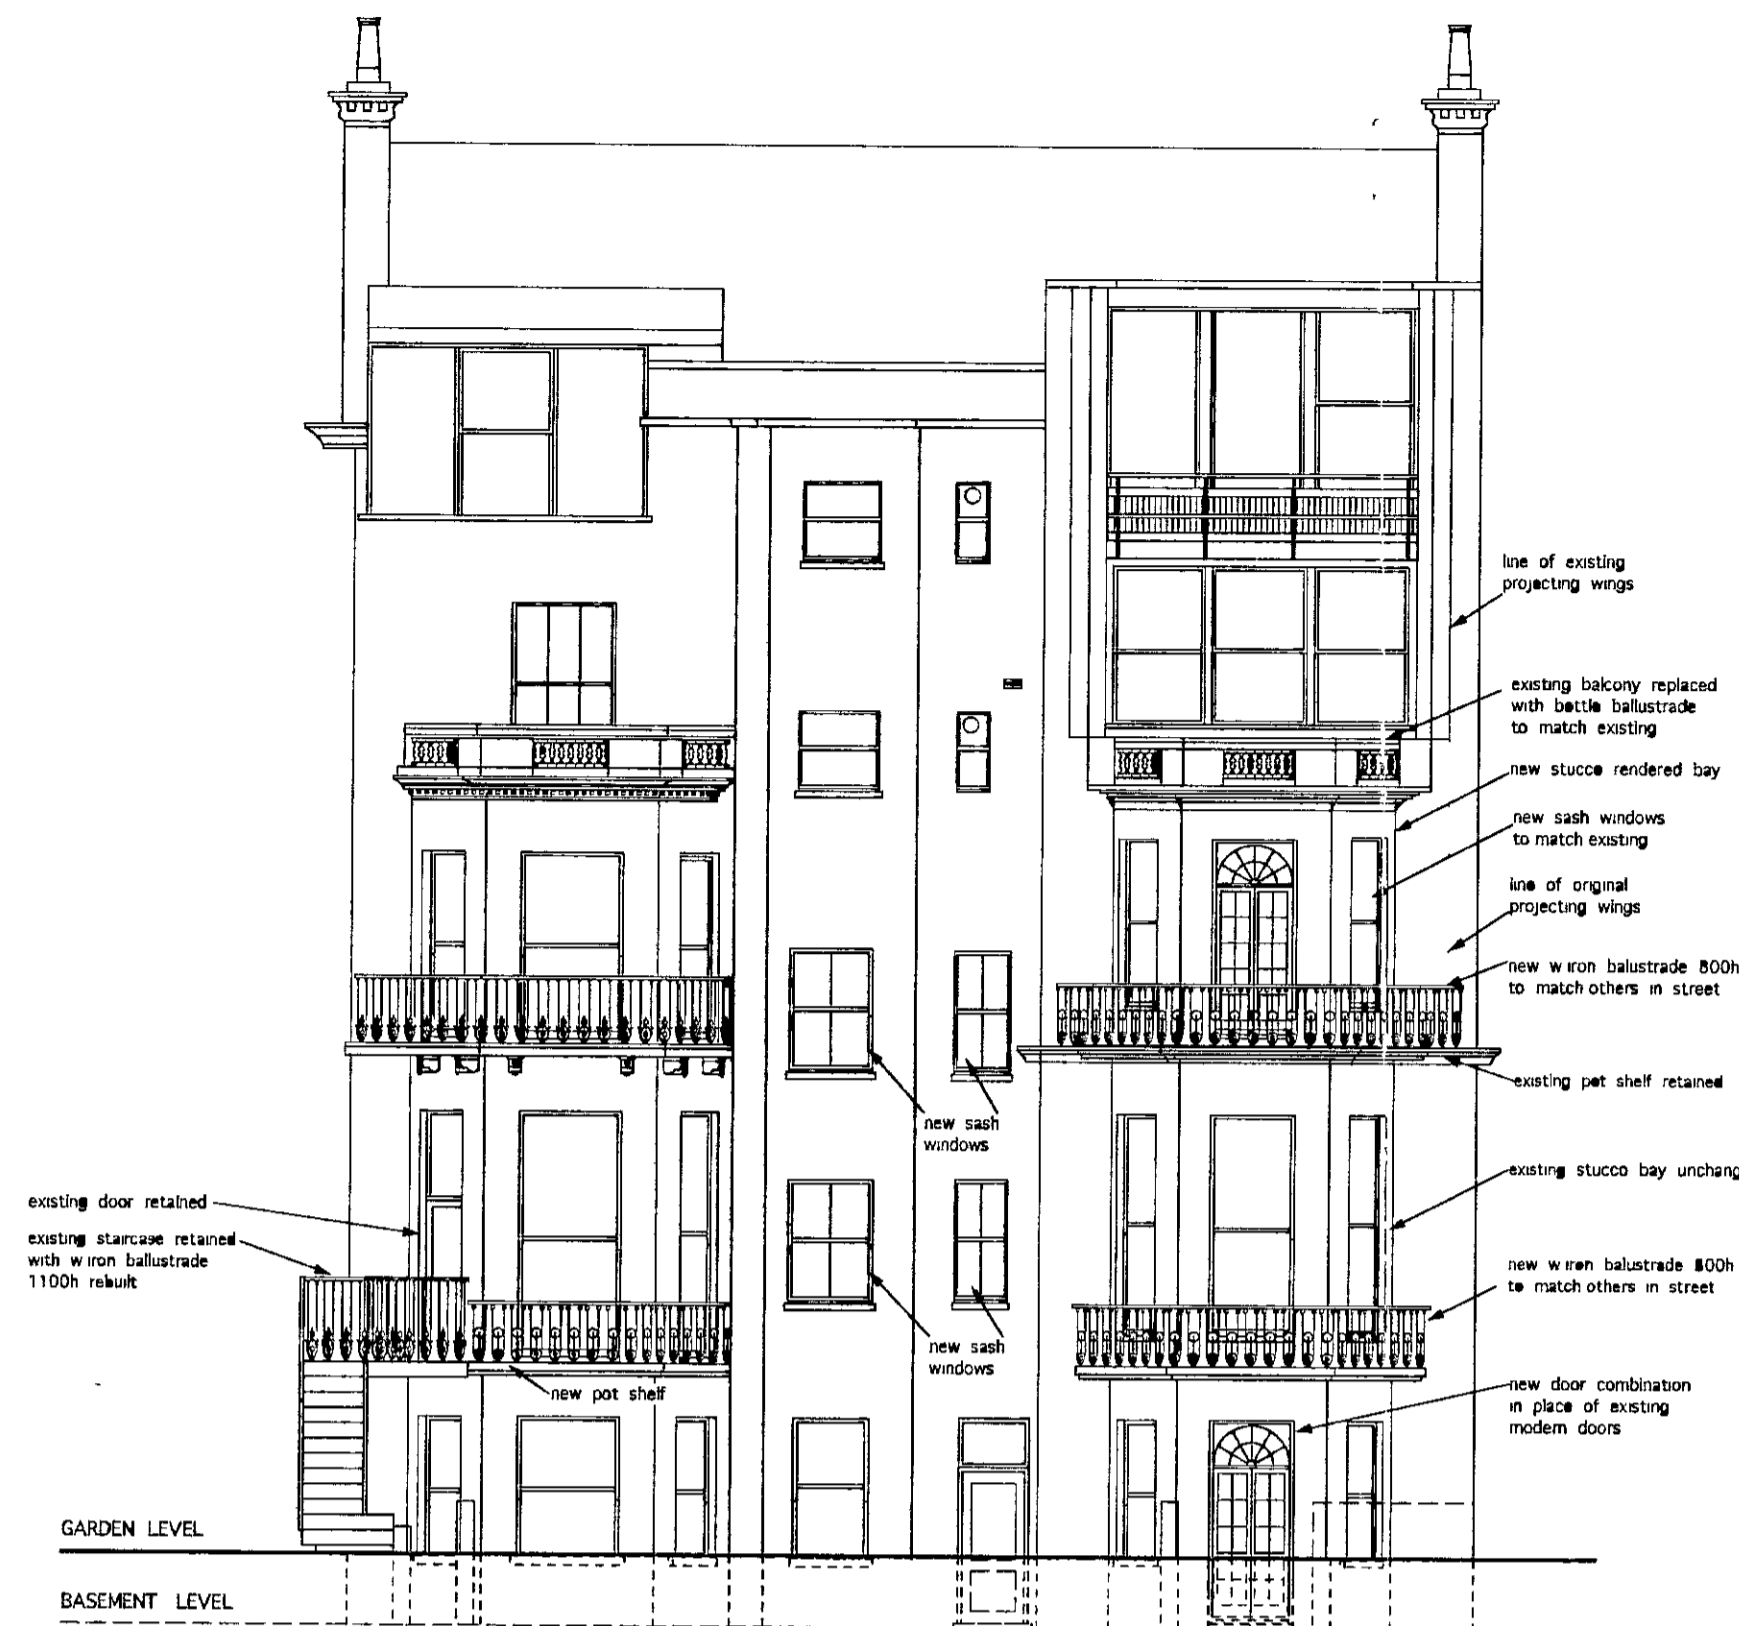 line of existing
projecting wings
existing balcony replaced
with bottle ballustrade
to match existing
new stucco rendered bay
new sash windows
to match existing
line of original
projecting wings
new w iron balustrade 800h
to match others in street
existing pot shelf retained
new sash
windows
existing stucco bay unchang
existing door retained
existing staircase retained
with w iron ballustrade
1100h rebuilt
new w iron balustrade 800h
to match others in street
new sash
windows
new pot shelf
new door combination
in place of existing
modern doors
GARDEN LEVEL
BASEMENT LEVEL